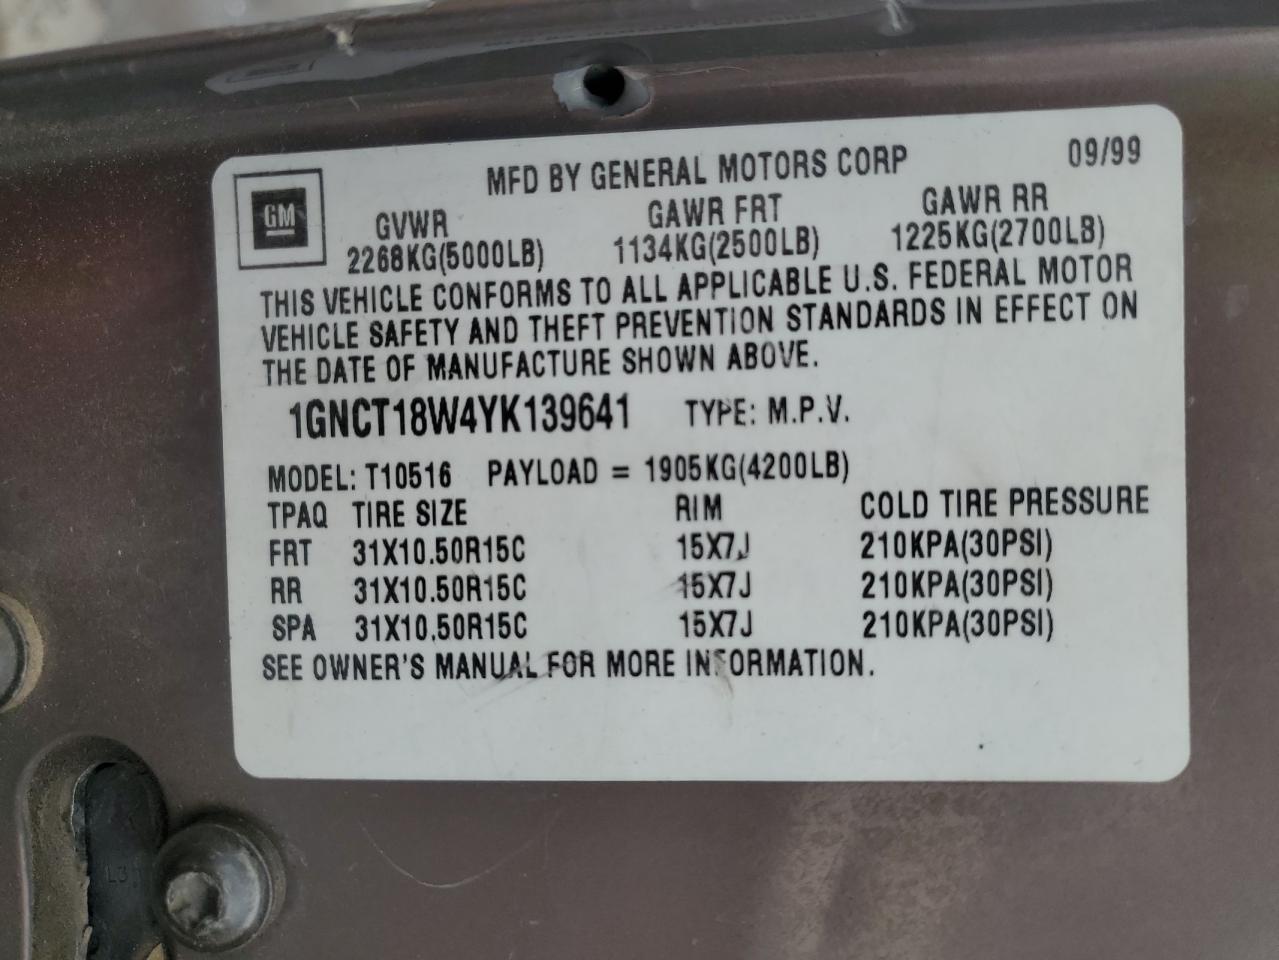 MFD BY GENERAL MOTORS CORP 09/99
GM
GVWR GAWR FRT GAWR RR
2268KG(5000LB) 1134KG(2500LB) 1225KG(2700LB)
THIS VEHICLE CONFORMS TO ALL APPLICABLE U.S. FEDERAL MOTOR
VEHICLE SAFETY AND THEFT PREVENTION STANDARDS IN EFFECT ON
THE DATE OF MANUFACTURE SHOWN ABOVE.
1GNCT18W4YK139641 TYPE: M.P.V.
MODEL: T10516 PAYLOAD = 1905KG(4200LB)
TPAQ TIRE SIZE RIM COLD TIRE PRESSURE
FRT 31X10.50R15C 15X7J 210KPA(30PSI)
RR 31X10.50R15C 15X7J 210KPA(30PSI)
SPA 31X10.50R15C 15X7J 210KPA(30PSI)
SEE OWNER'S MANUAL FOR MORE INFORMATION.
L3